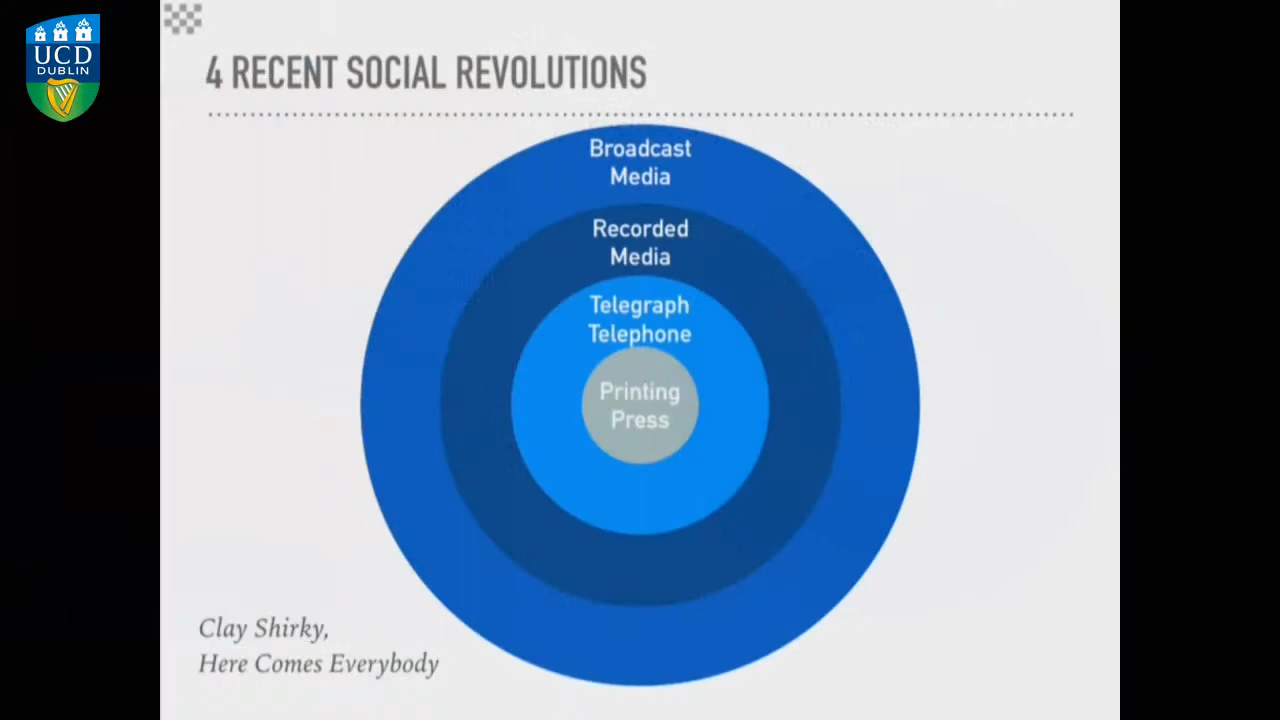 UCD
DUBLIN
4 RECENT SOCIAL REVOLUTIONS
Broadcast
Media
Recorded
Media
Telegraph
Telephone
Printing
Press
Clay Shirky,
Here Comes Everybody